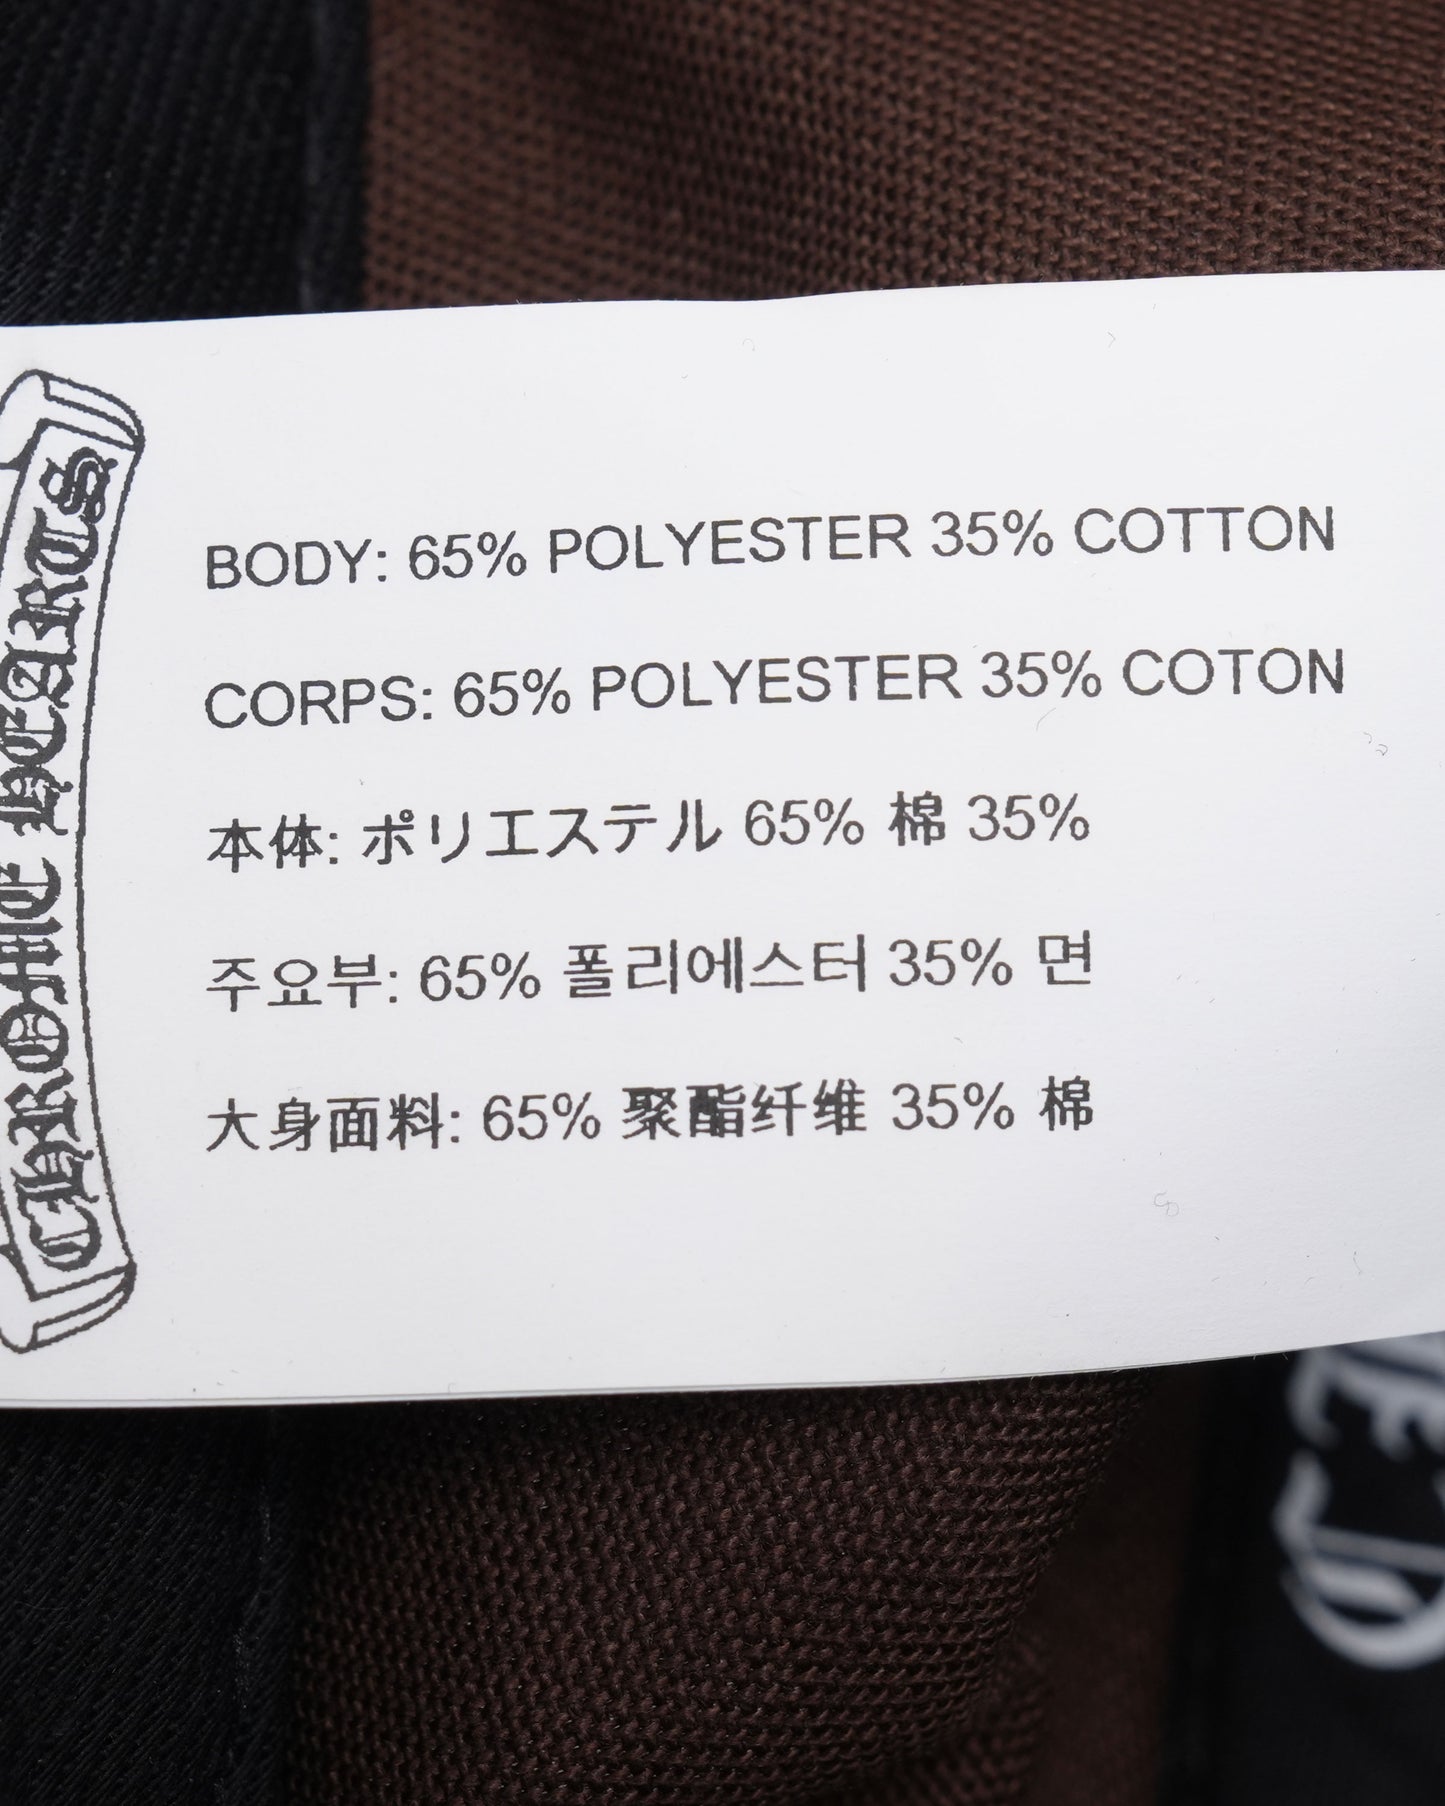 CHROME HEARTS
BODY: 65% POLYESTER 35% COTTON
CORPS: 65% POLYESTER 35% COTON
本体: ポリエステル 65% 棉 35%
주요부: 65% 폴리에스터 35% 면
大身面料: 65% 聚酯纤维 35% 棉